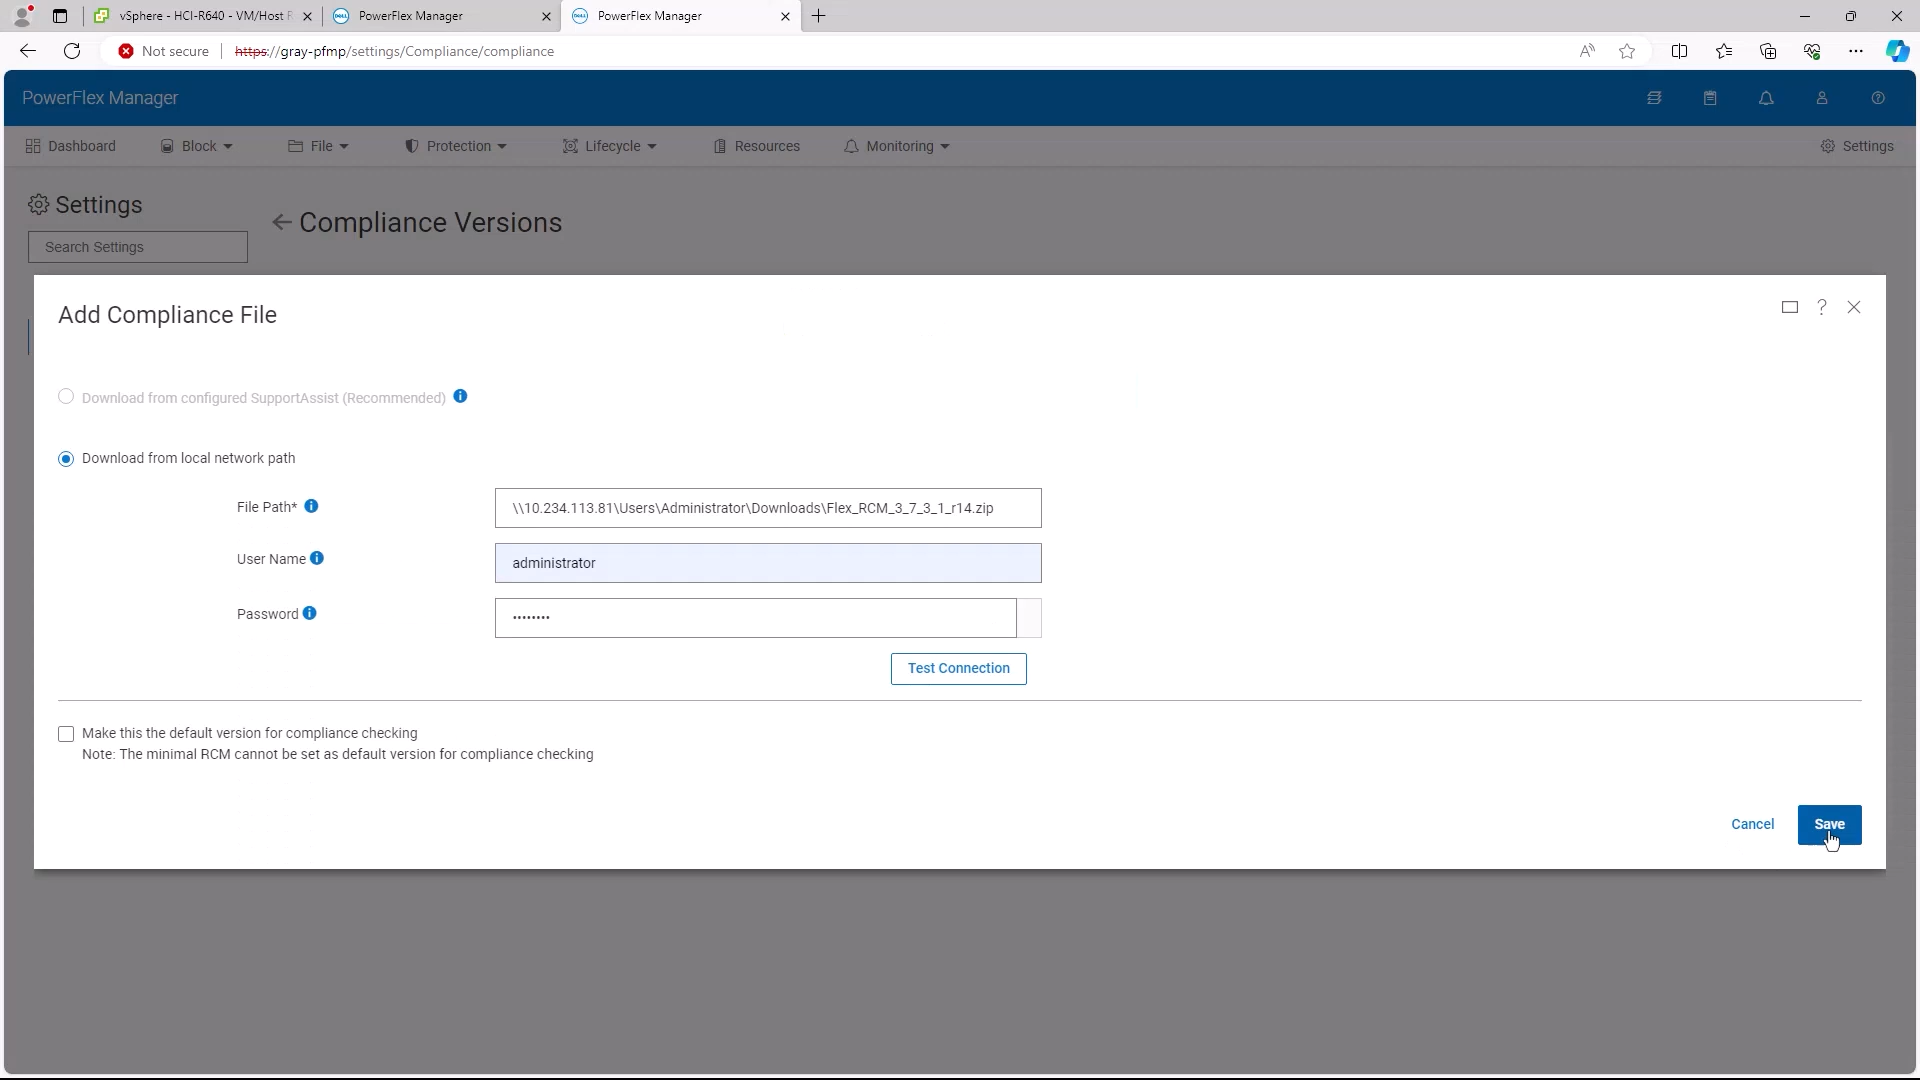 vSphere - HCI-R640 - VM/Host R
PowerFlex Manager
PowerFlex Manager
Not secure
https://gray-pfmp/settings/Compliance/compliance
PowerFlex Manager
Dashboard
Block
File
Protection
Lifecycle
Resources
Monitoring
Settings
Settings
Compliance Versions
Search Settings
Add Compliance File
Download from configured SupportAssist (Recommended)
Download from local network path
File Path*
\\10.234.113.81\Users\Administrator\Downloads\Flex_RCM_3_7_3_1_r14.zip
User Name
administrator
Password
••••••••
Test Connection
Make this the default version for compliance checking
Note: The minimal RCM cannot be set as default version for compliance checking
Cancel
Save